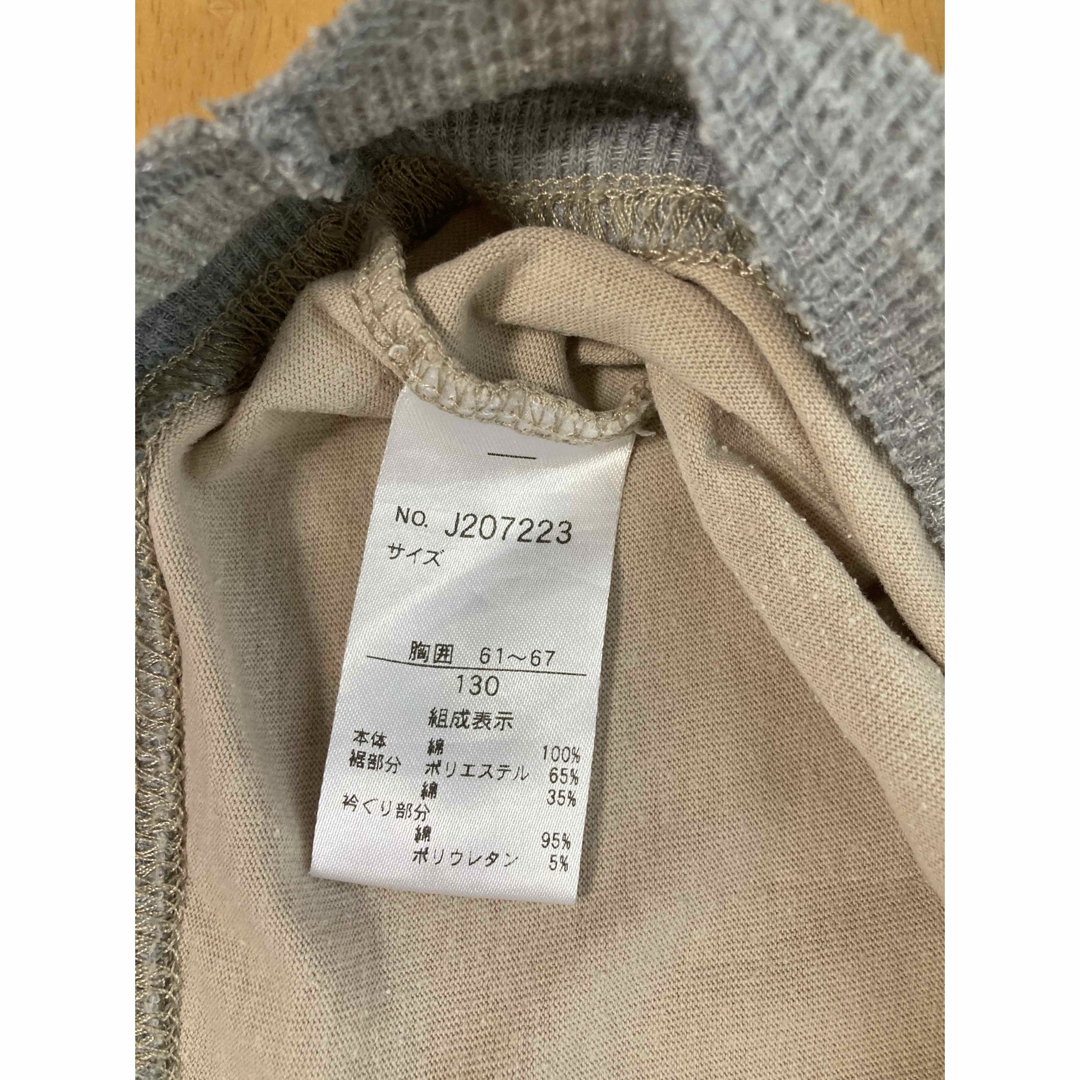 NO. J207223
サイズ
胸囲 61～67
130
組成表示
本体 綿 100%
裾部分 ポリエステル 65%
綿 35%
衿ぐり部分
綿 95%
ポリウレタン 5%